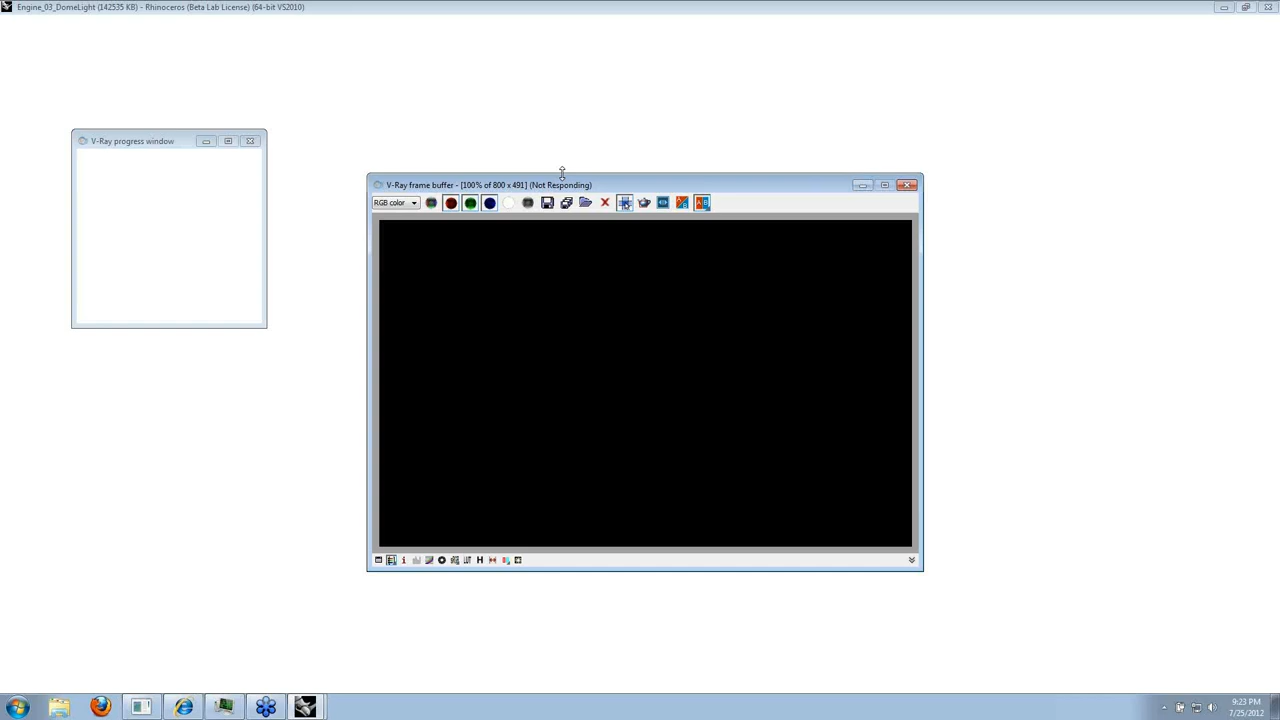 Engine_03_DomeLight (142535 KB) - Rhinoceros (Beta Lab License) (64-bit VS2010)
V-Ray progress window
V-Ray frame buffer - [100% of 800 x 491] (Not Responding)
RGB color
i
H
9:23 PM
7/25/2012